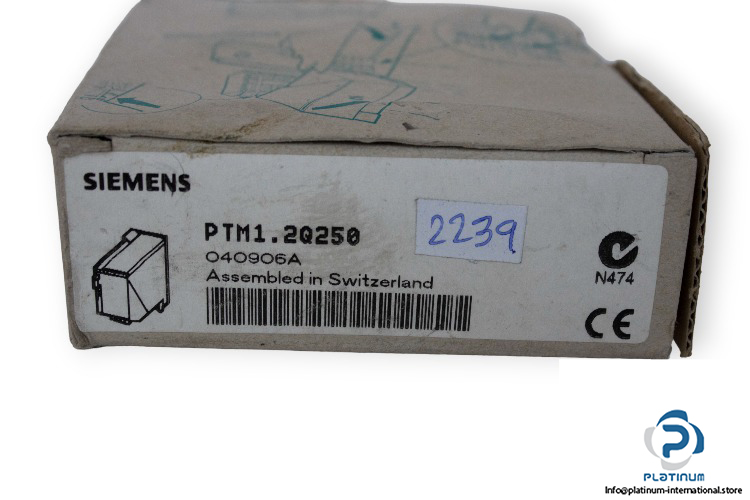 SIEMENS
PTM1.2Q250
040906A
Assembled in Switzerland
2239
N474
CE
PLATINUM
Info@platinum-international.store